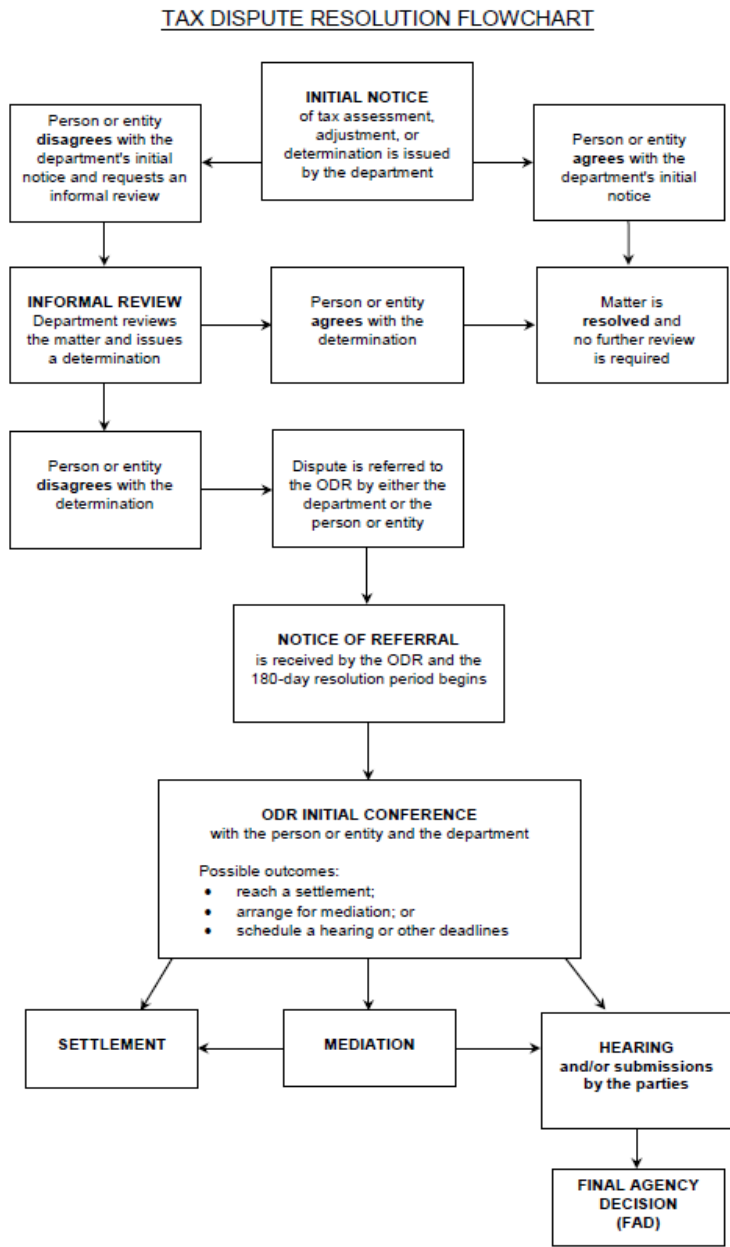 TAX DISPUTE RESOLUTION FLOWCHART
INITIAL NOTICE
of tax assessment,
adjustment, or
determination is issued
by the department
Person or entity
disagrees with the
department's initial
notice and requests an
informal review
Person or entity
agrees with the
department's initial
notice
INFORMAL REVIEW
Department reviews
the matter and issues
a determination
Person or entity
agrees with the
determination
Matter is
resolved and
no further review
is required
Person or entity
disagrees with the
determination
Dispute is referred to
the ODR by either the
department or the
person or entity
NOTICE OF REFERRAL
is received by the ODR and the
180-day resolution period begins
ODR INITIAL CONFERENCE
with the person or entity and the department
Possible outcomes:
• reach a settlement;
• arrange for mediation; or
• schedule a hearing or other deadlines
SETTLEMENT
MEDIATION
HEARING
and/or submissions
by the parties
FINAL AGENCY
DECISION
(FAD)